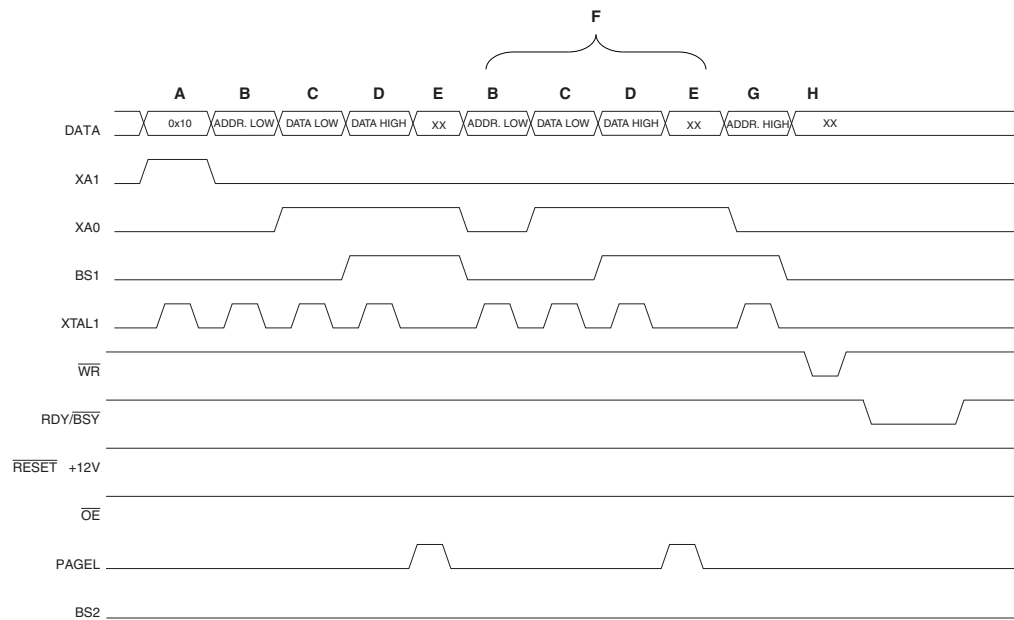 F
A B C D E B C D E G H
DATA 0x10 ADDR. LOW DATA LOW DATA HIGH XX ADDR. LOW DATA LOW DATA HIGH XX ADDR. HIGH XX
XA1
XA0
BS1
XTAL1
WR
RDY/BSY
RESET +12V
OE
PAGEL
BS2